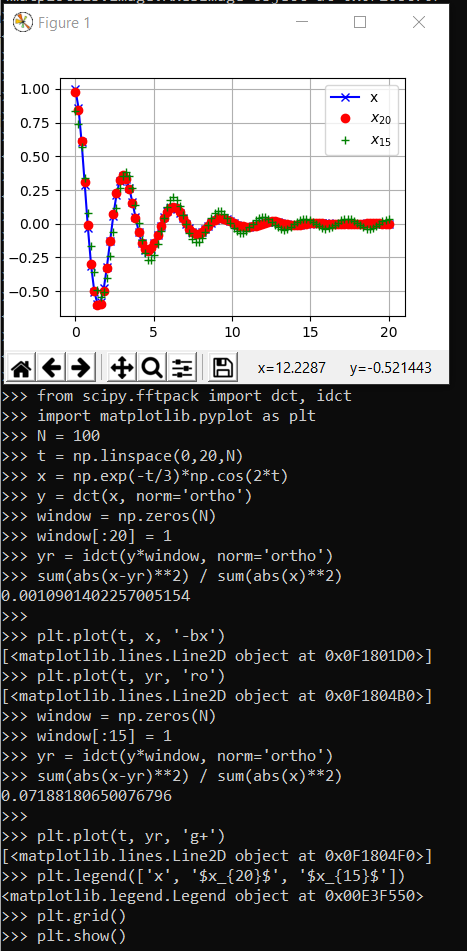 Figure 1
1.00
0.75
0.50
0.25
0.00
−0.25
−0.50
0
5
10
15
20
x
x20
x15
x=12.2287 y=-0.521443
>>> from scipy.fftpack import dct, idct
>>> import matplotlib.pyplot as plt
>>> N = 100
>>> t = np.linspace(0,20,N)
>>> x = np.exp(-t/3)*np.cos(2*t)
>>> y = dct(x, norm='ortho')
>>> window = np.zeros(N)
>>> window[:20] = 1
>>> yr = idct(y*window, norm='ortho')
>>> sum(abs(x-yr)**2) / sum(abs(x)**2)
0.0010901402257005154
>>>
>>> plt.plot(t, x, '-bx')
[<matplotlib.lines.Line2D object at 0x0F1801D0>]
>>> plt.plot(t, yr, 'ro')
[<matplotlib.lines.Line2D object at 0x0F1804B0>]
>>> window = np.zeros(N)
>>> window[:15] = 1
>>> yr = idct(y*window, norm='ortho')
>>> sum(abs(x-yr)**2) / sum(abs(x)**2)
0.07188180650076796
>>>
>>> plt.plot(t, yr, 'g+')
[<matplotlib.lines.Line2D object at 0x0F1804F0>]
>>> plt.legend(['x', '$x_{20}$', '$x_{15}$'])
<matplotlib.legend.Legend object at 0x00E3F550>
>>> plt.grid()
>>> plt.show()